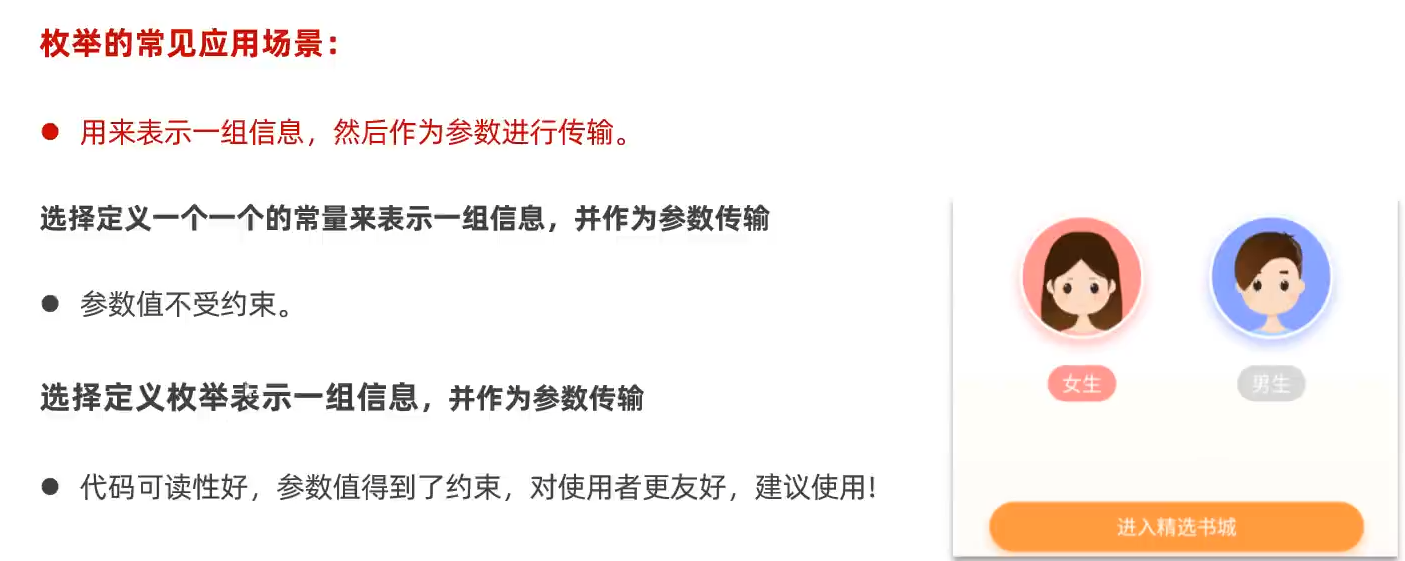 枚举的常见应用场景：
● 用来表示一组信息，然后作为参数进行传输。
选择定义一个一个的常量来表示一组信息，并作为参数传输
● 参数值不受约束。
选择定义枚举表示一组信息，并作为参数传输
● 代码可读性好，参数值得到了约束，对使用者更友好，建议使用!
女生 男生
进入精选书城